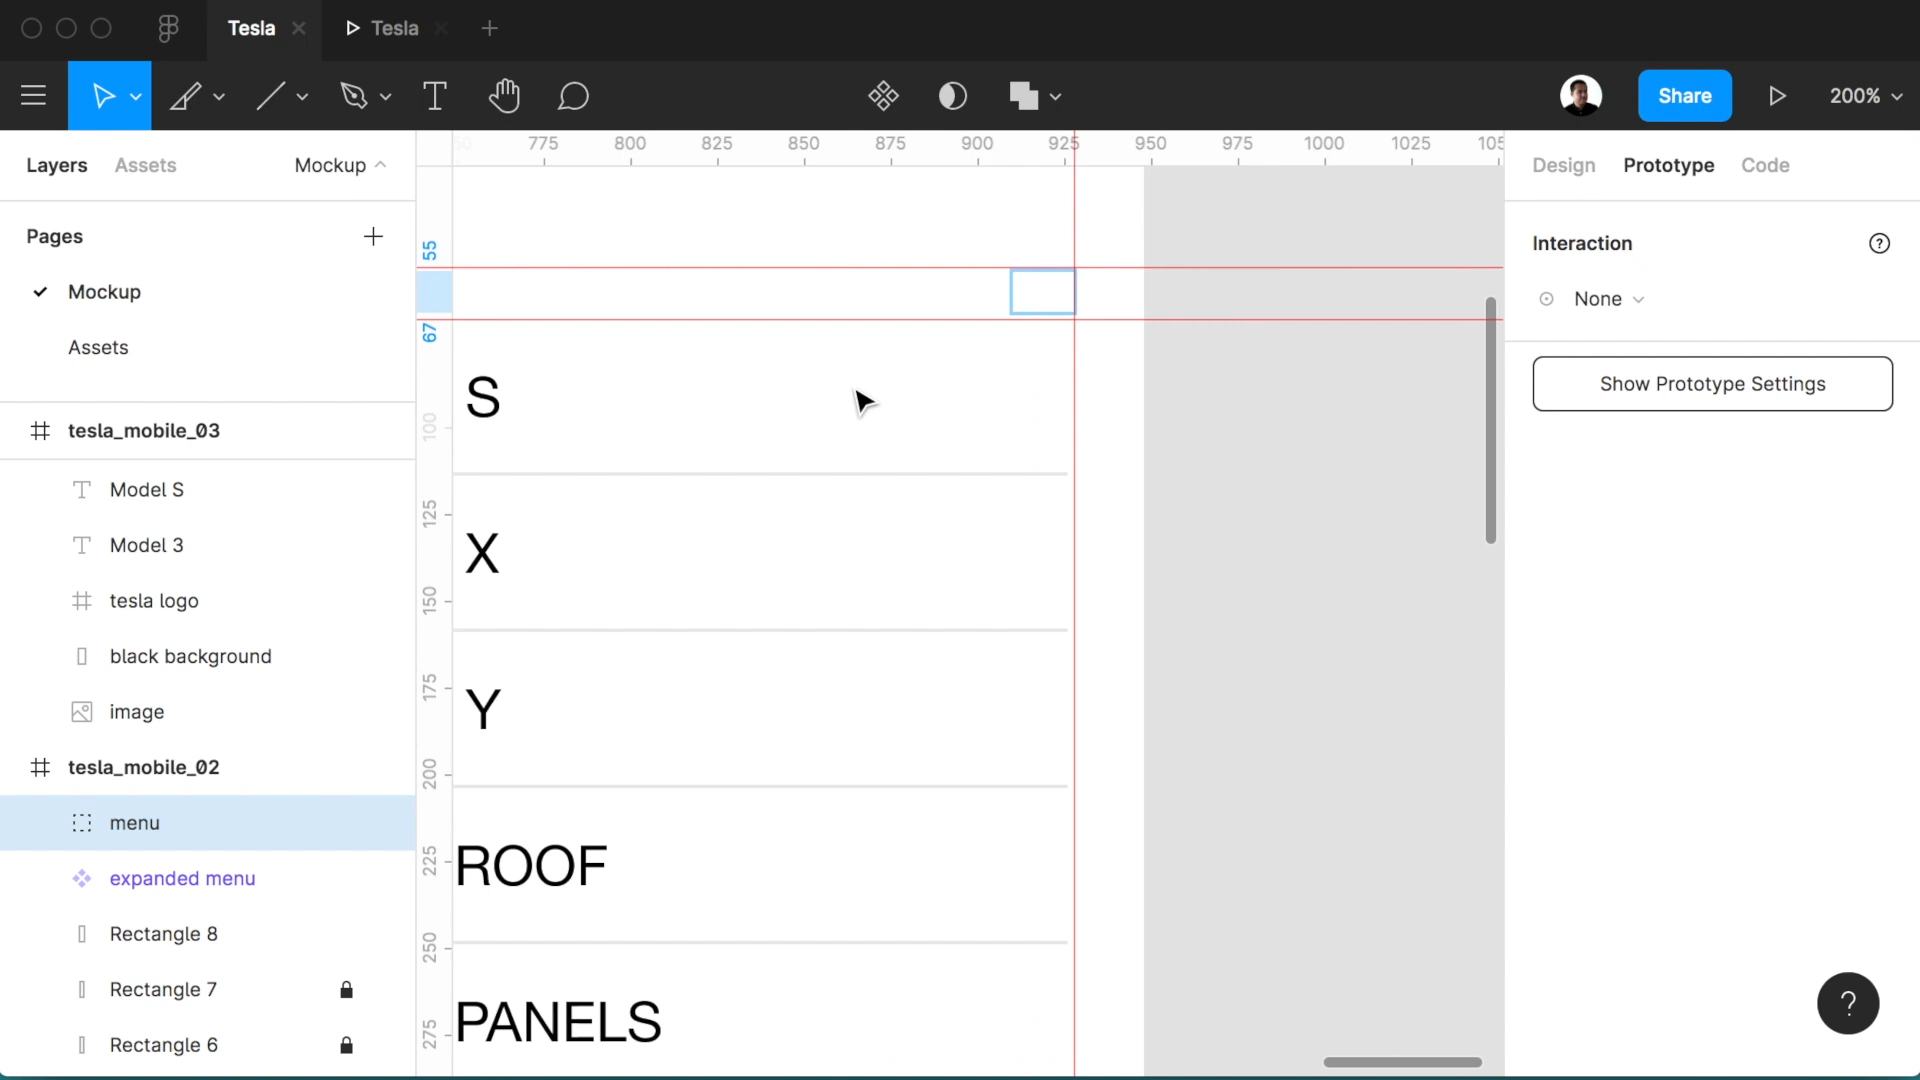 Tesla
Tesla
Share
200%
Layers
Assets
Mockup
Pages
Mockup
Assets
tesla_mobile_03
Model S
Model 3
tesla logo
black background
image
tesla_mobile_02
menu
expanded menu
Rectangle 8
Rectangle 7
Rectangle 6
775 800 825 850 875 900 925 950 975 1000 1025
55
67
100
125
150
175
200
225
250
275
S
X
Y
ROOF
PANELS
Design
Prototype
Code
Interaction
?
None
Show Prototype Settings
?